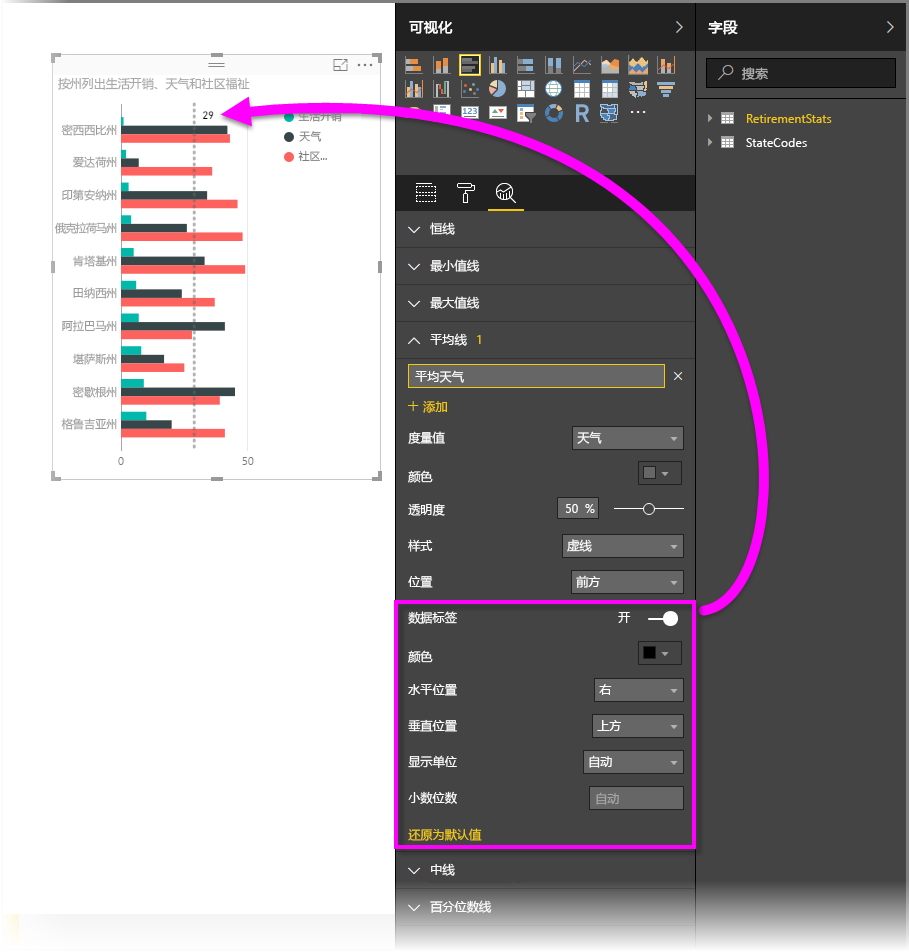 按州列出生活开销、天气和社区福祉
29
生活开销
天气
社区...
密西西比州
爱达荷州
印第安纳州
俄克拉荷马州
肯塔基州
田纳西州
阿拉巴马州
堪萨斯州
密歇根州
格鲁吉亚州
0 50
可视化
123
R
恒线
最小值线
最大值线
平均线 1
平均天气
添加
度量值 天气
颜色
透明度 50 %
样式 虚线
位置 前方
数据标签 开
颜色
水平位置 右
垂直位置 上方
显示单位 自动
小数位数 自动
还原为默认值
中线
百分位数线
字段
搜索
RetirementStats
StateCodes